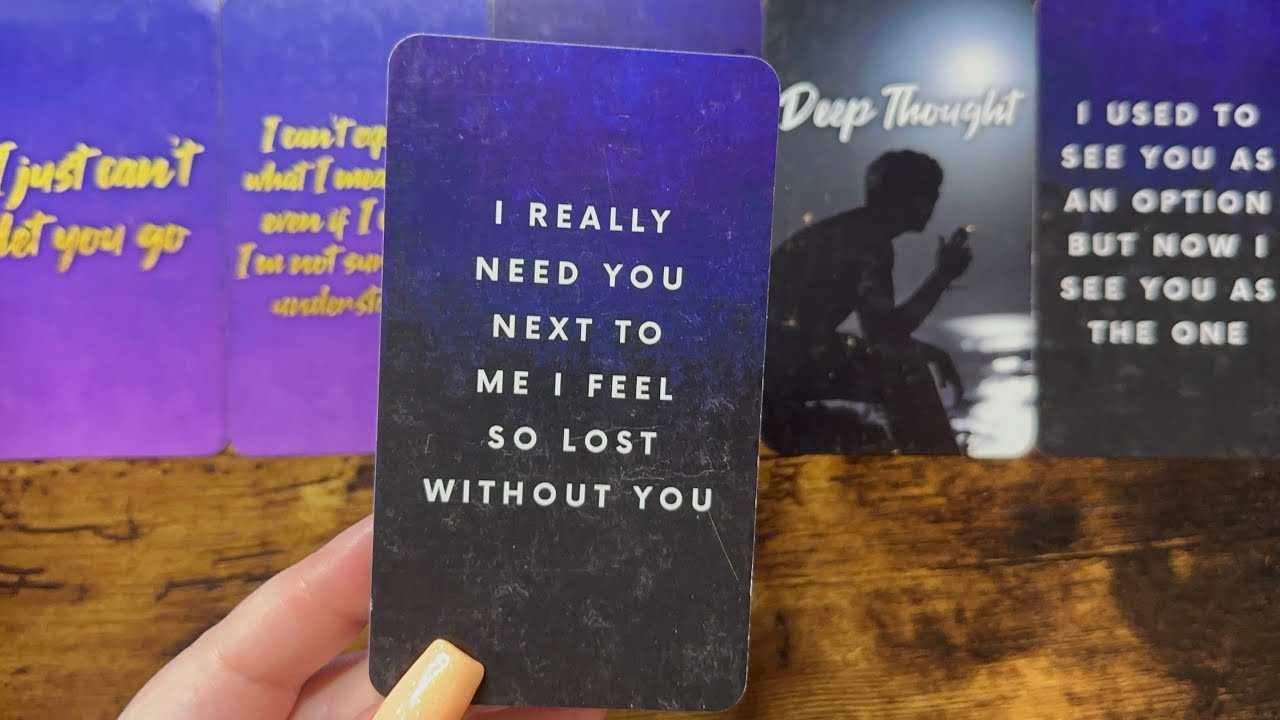 I just can't
let you go
I can't
what I
even if I
I'm not
I REALLY
NEED YOU
NEXT TO
ME I FEEL
SO LOST
WITHOUT YOU
Deep Thought
I USED TO
SEE YOU AS
AN OPTION
BUT NOW I
SEE YOU AS
THE ONE